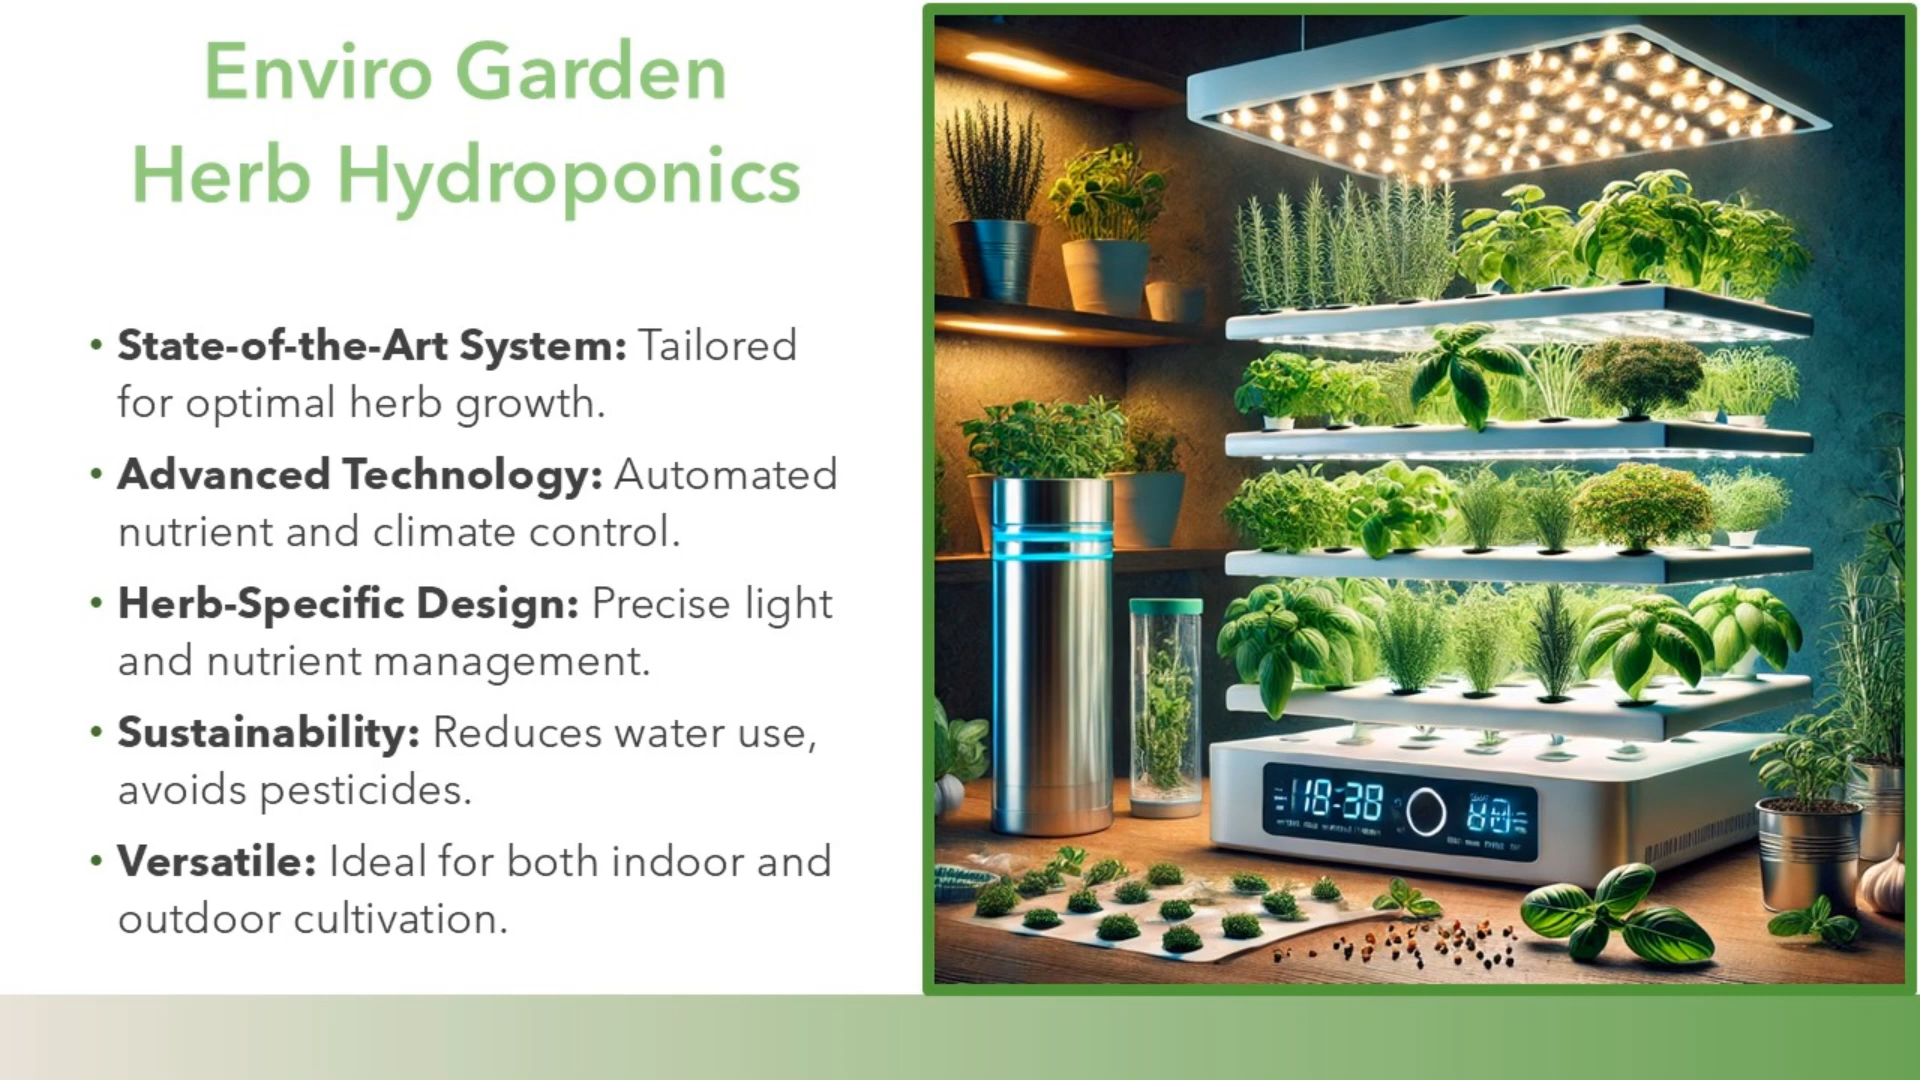 Enviro Garden
Herb Hydroponics
• State-of-the-Art System: Tailored
for optimal herb growth.
• Advanced Technology: Automated
nutrient and climate control.
• Herb-Specific Design: Precise light
and nutrient management.
• Sustainability: Reduces water use,
avoids pesticides.
• Versatile: Ideal for both indoor and
outdoor cultivation.
18:38